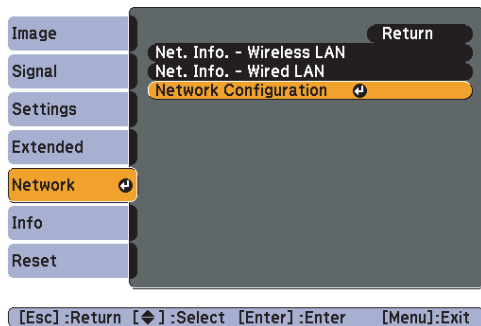 Image
Signal
Settings
Extended
Network
Info
Reset
Return
Net. Info. - Wireless LAN
Net. Info. - Wired LAN
Network Configuration
[Esc] :Return [◆] :Select [Enter] :Enter [Menu]:Exit